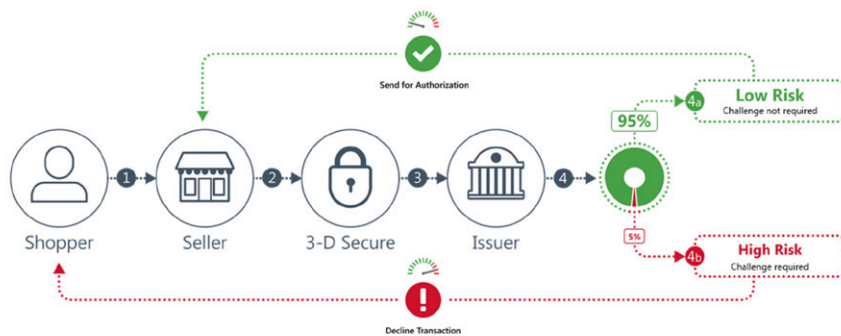 Send for Authorization
4a
Low Risk
Challenge not required
95%
1
2
3
4
Shopper
Seller
3-D Secure
Issuer
5%
4b
High Risk
Challenge required
Decline Transaction